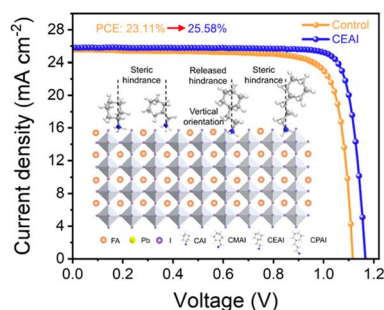 PCE: 23.11% → 25.58%
Control
CEAI
Steric hindrance
Released hindrance
Steric hindrance
Vertical orientation
FA Pb I CAI CMAI CEAI CPAI
Current density (mA cm-2)
28
24
20
16
12
8
4
0
0.0 0.2 0.4 0.6 0.8 1.0 1.2
Voltage (V)